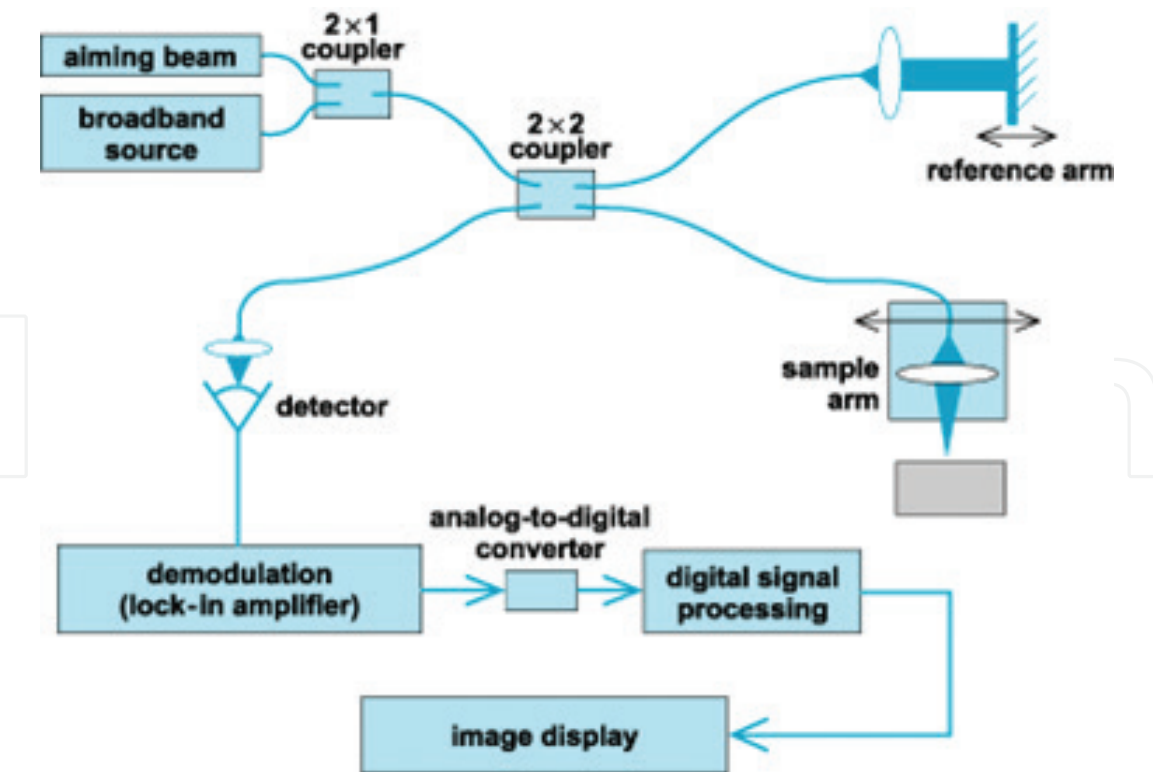 2×1
coupler
aiming beam
broadband
source
2×2
coupler
reference arm
sample
arm
detector
analog-to-digital
converter
demodulation
(lock-in amplifier)
digital signal
processing
image display